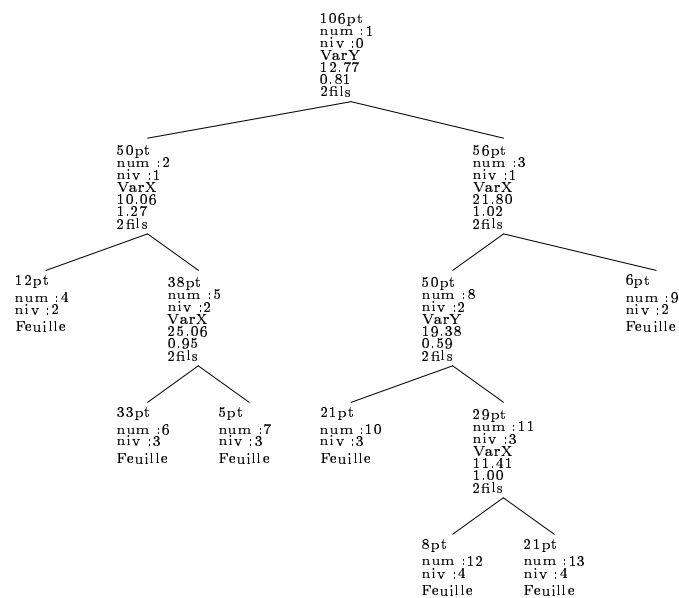 106pt
num :1
niv :0
VarY
12.77
0.81
2fils
50pt
num :2
niv :1
VarX
10.06
1.27
2fils
56pt
num :3
niv :1
VarX
21.80
1.02
2fils
12pt
num :4
niv :2
Feuille
38pt
num :5
niv :2
VarX
25.06
0.95
2fils
50pt
num :8
niv :2
VarY
19.38
0.59
2fils
6pt
num :9
niv :2
Feuille
33pt
num :6
niv :3
Feuille
5pt
num :7
niv :3
Feuille
21pt
num :10
niv :3
Feuille
29pt
num :11
niv :3
VarX
11.41
1.00
2fils
8pt
num :12
niv :4
Feuille
21pt
num :13
niv :4
Feuille